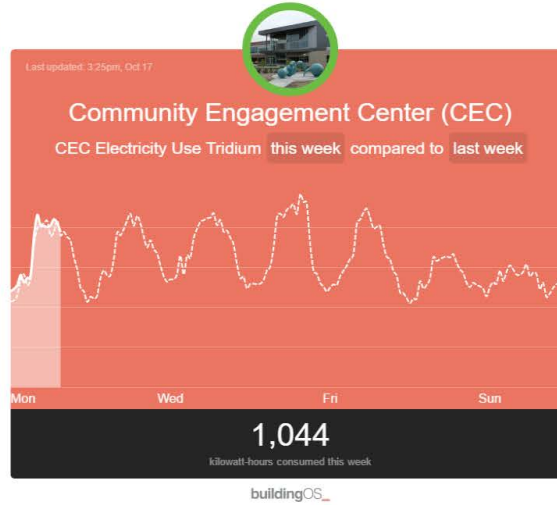 Last updated: 3:25pm, Oct 17
Community Engagement Center (CEC)
CEC Electricity Use Tridium this week compared to last week
Mon Wed Fri Sun
1,044
kilowatt-hours consumed this week
buildingOS_